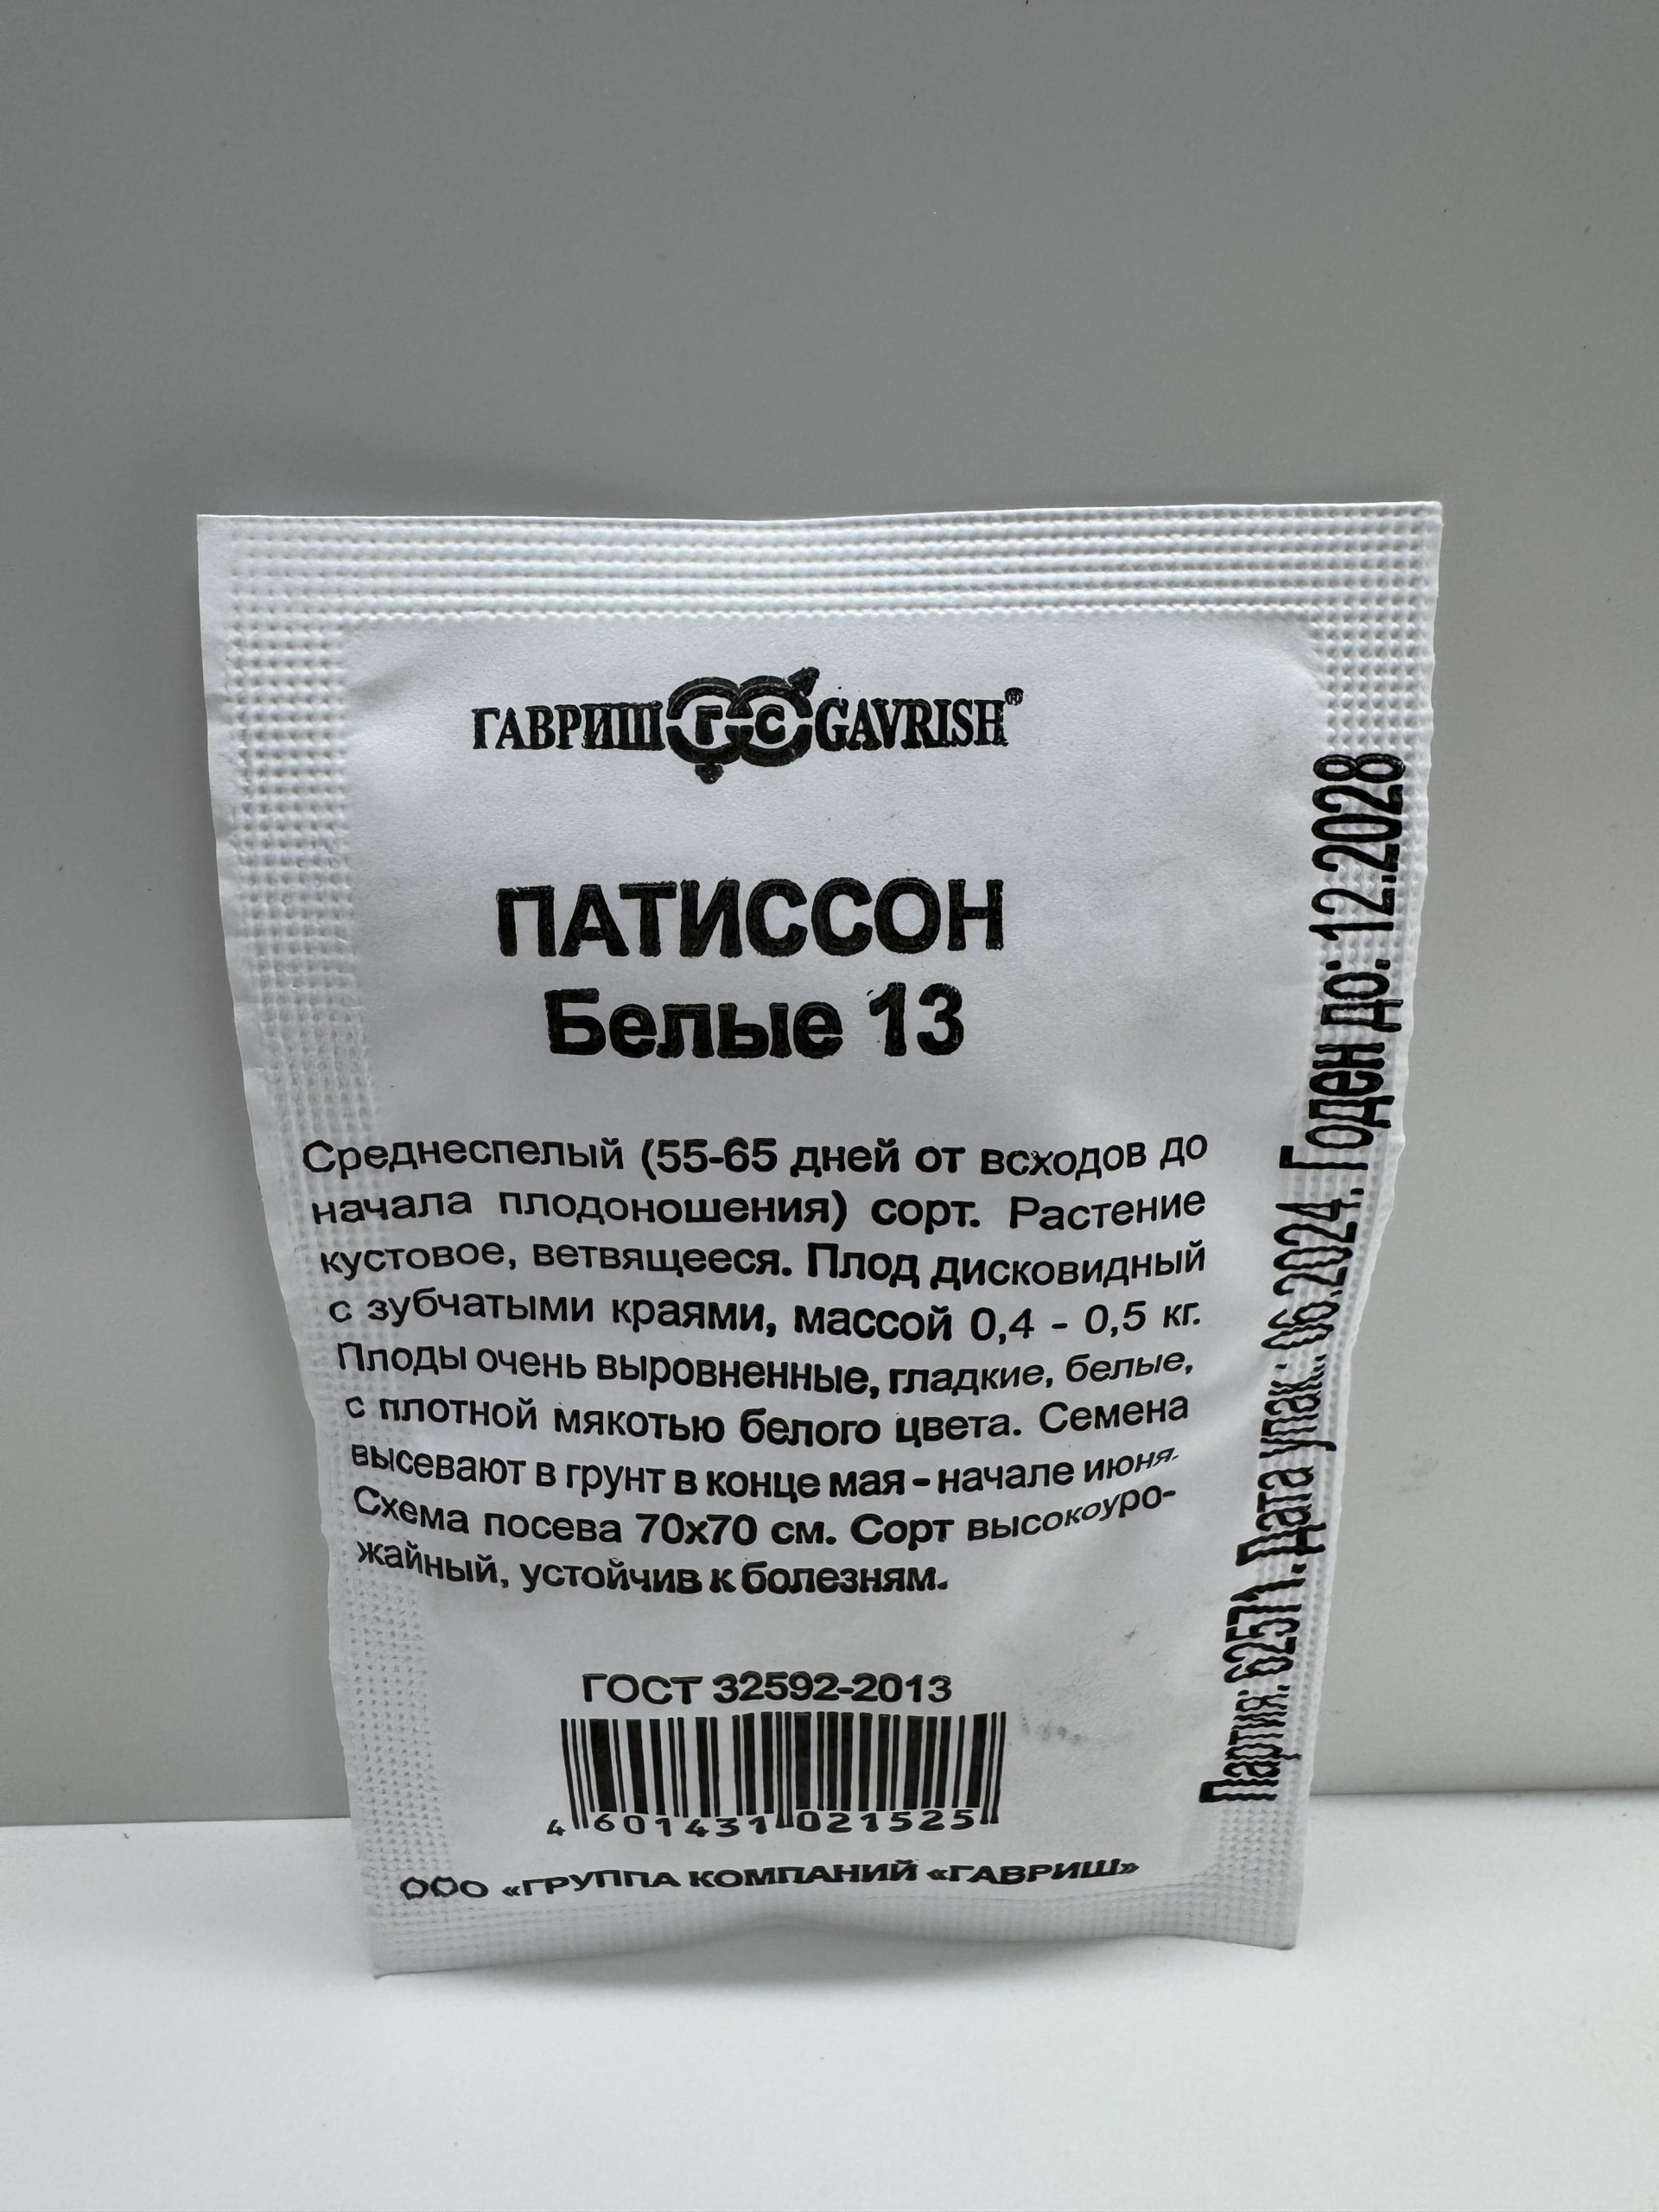 ГАВРИШ ГС GAVRISH®
ПАТИССОН
Белые 13
Среднеспелый (55-65 дней от всходов до
начала плодоношения) сорт. Растение
кустовое, ветвящееся. Плод дисковидный
с зубчатыми краями, массой 0,4 - 0,5 кг.
Плоды очень выровненные, гладкие, белые,
с плотной мякотью белого цвета. Семена
высевают в грунт в конце мая - начале июня.
Схема посева 70х70 см. Сорт высокоуро-
жайный, устойчив к болезням.
ГОСТ 32592-2013
4 601431 021525
ООО «ГРУППА КОМПАНИЙ «ГАВРИШ»
Партия: 62571. Дата упак.: 06.2024. Годен до: 12.2028